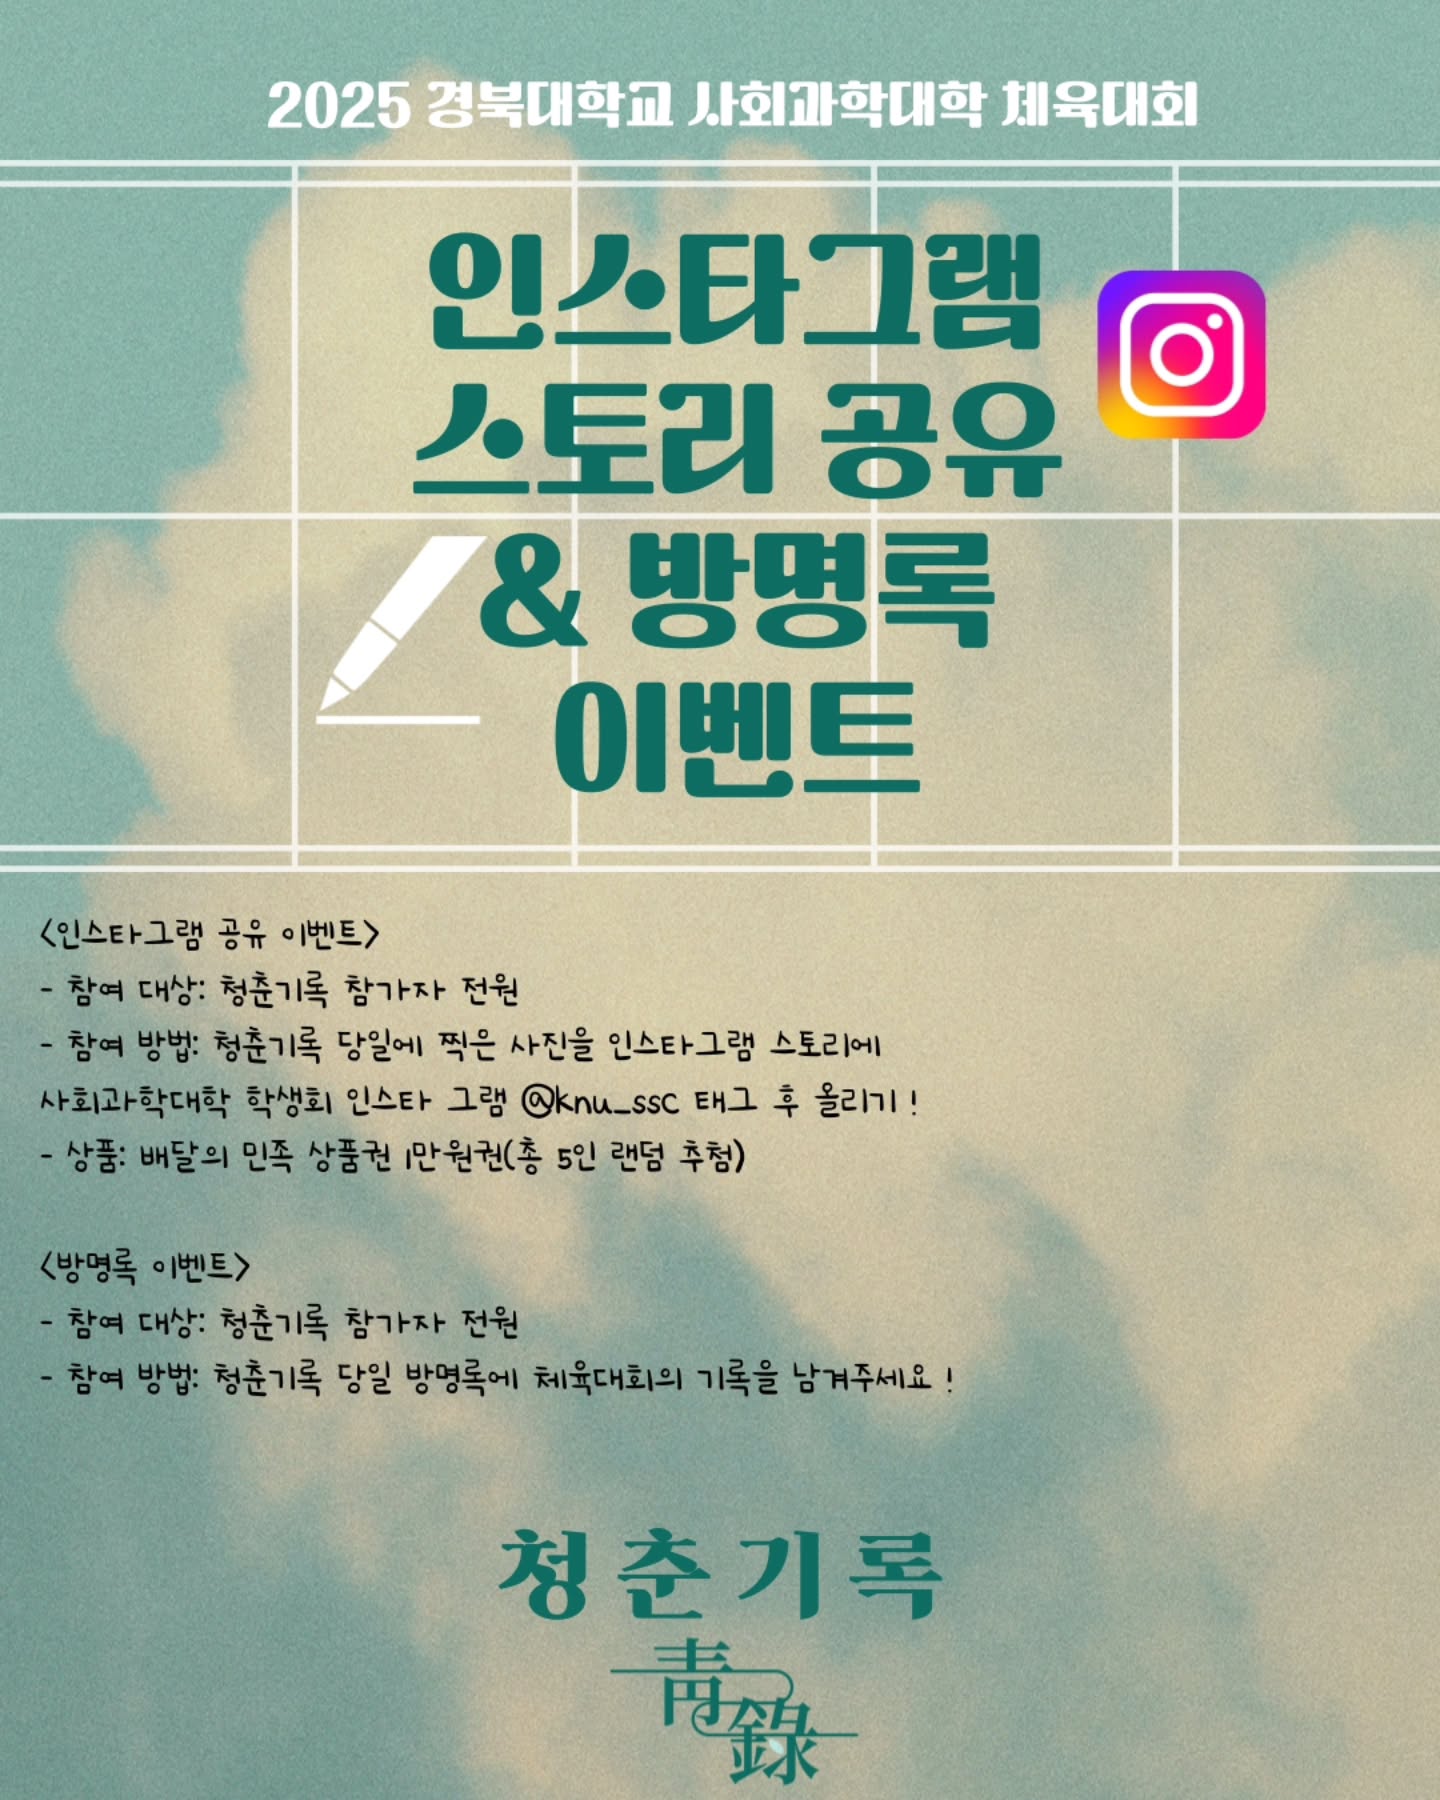 2025 경북대학교 사회과학대학 체육대회
인스타그램
스토리 공유
& 방명록
이벤트
<인스타그램 공유 이벤트>
- 참여 대상: 청춘기록 참가자 전원
- 참여 방법: 청춘기록 당일에 찍은 사진을 인스타그램 스토리에
사회과학대학 학생회 인스타 그램 @knu_ssc 태그 후 올리기 !
- 상품: 배달의 민족 상품권 1만원권(총 5인 랜덤 추첨)
<방명록 이벤트>
- 참여 대상: 청춘기록 참가자 전원
- 참여 방법: 청춘기록 당일 방명록에 체육대회의 기록을 남겨주세요 !
청춘기록
靑
錄